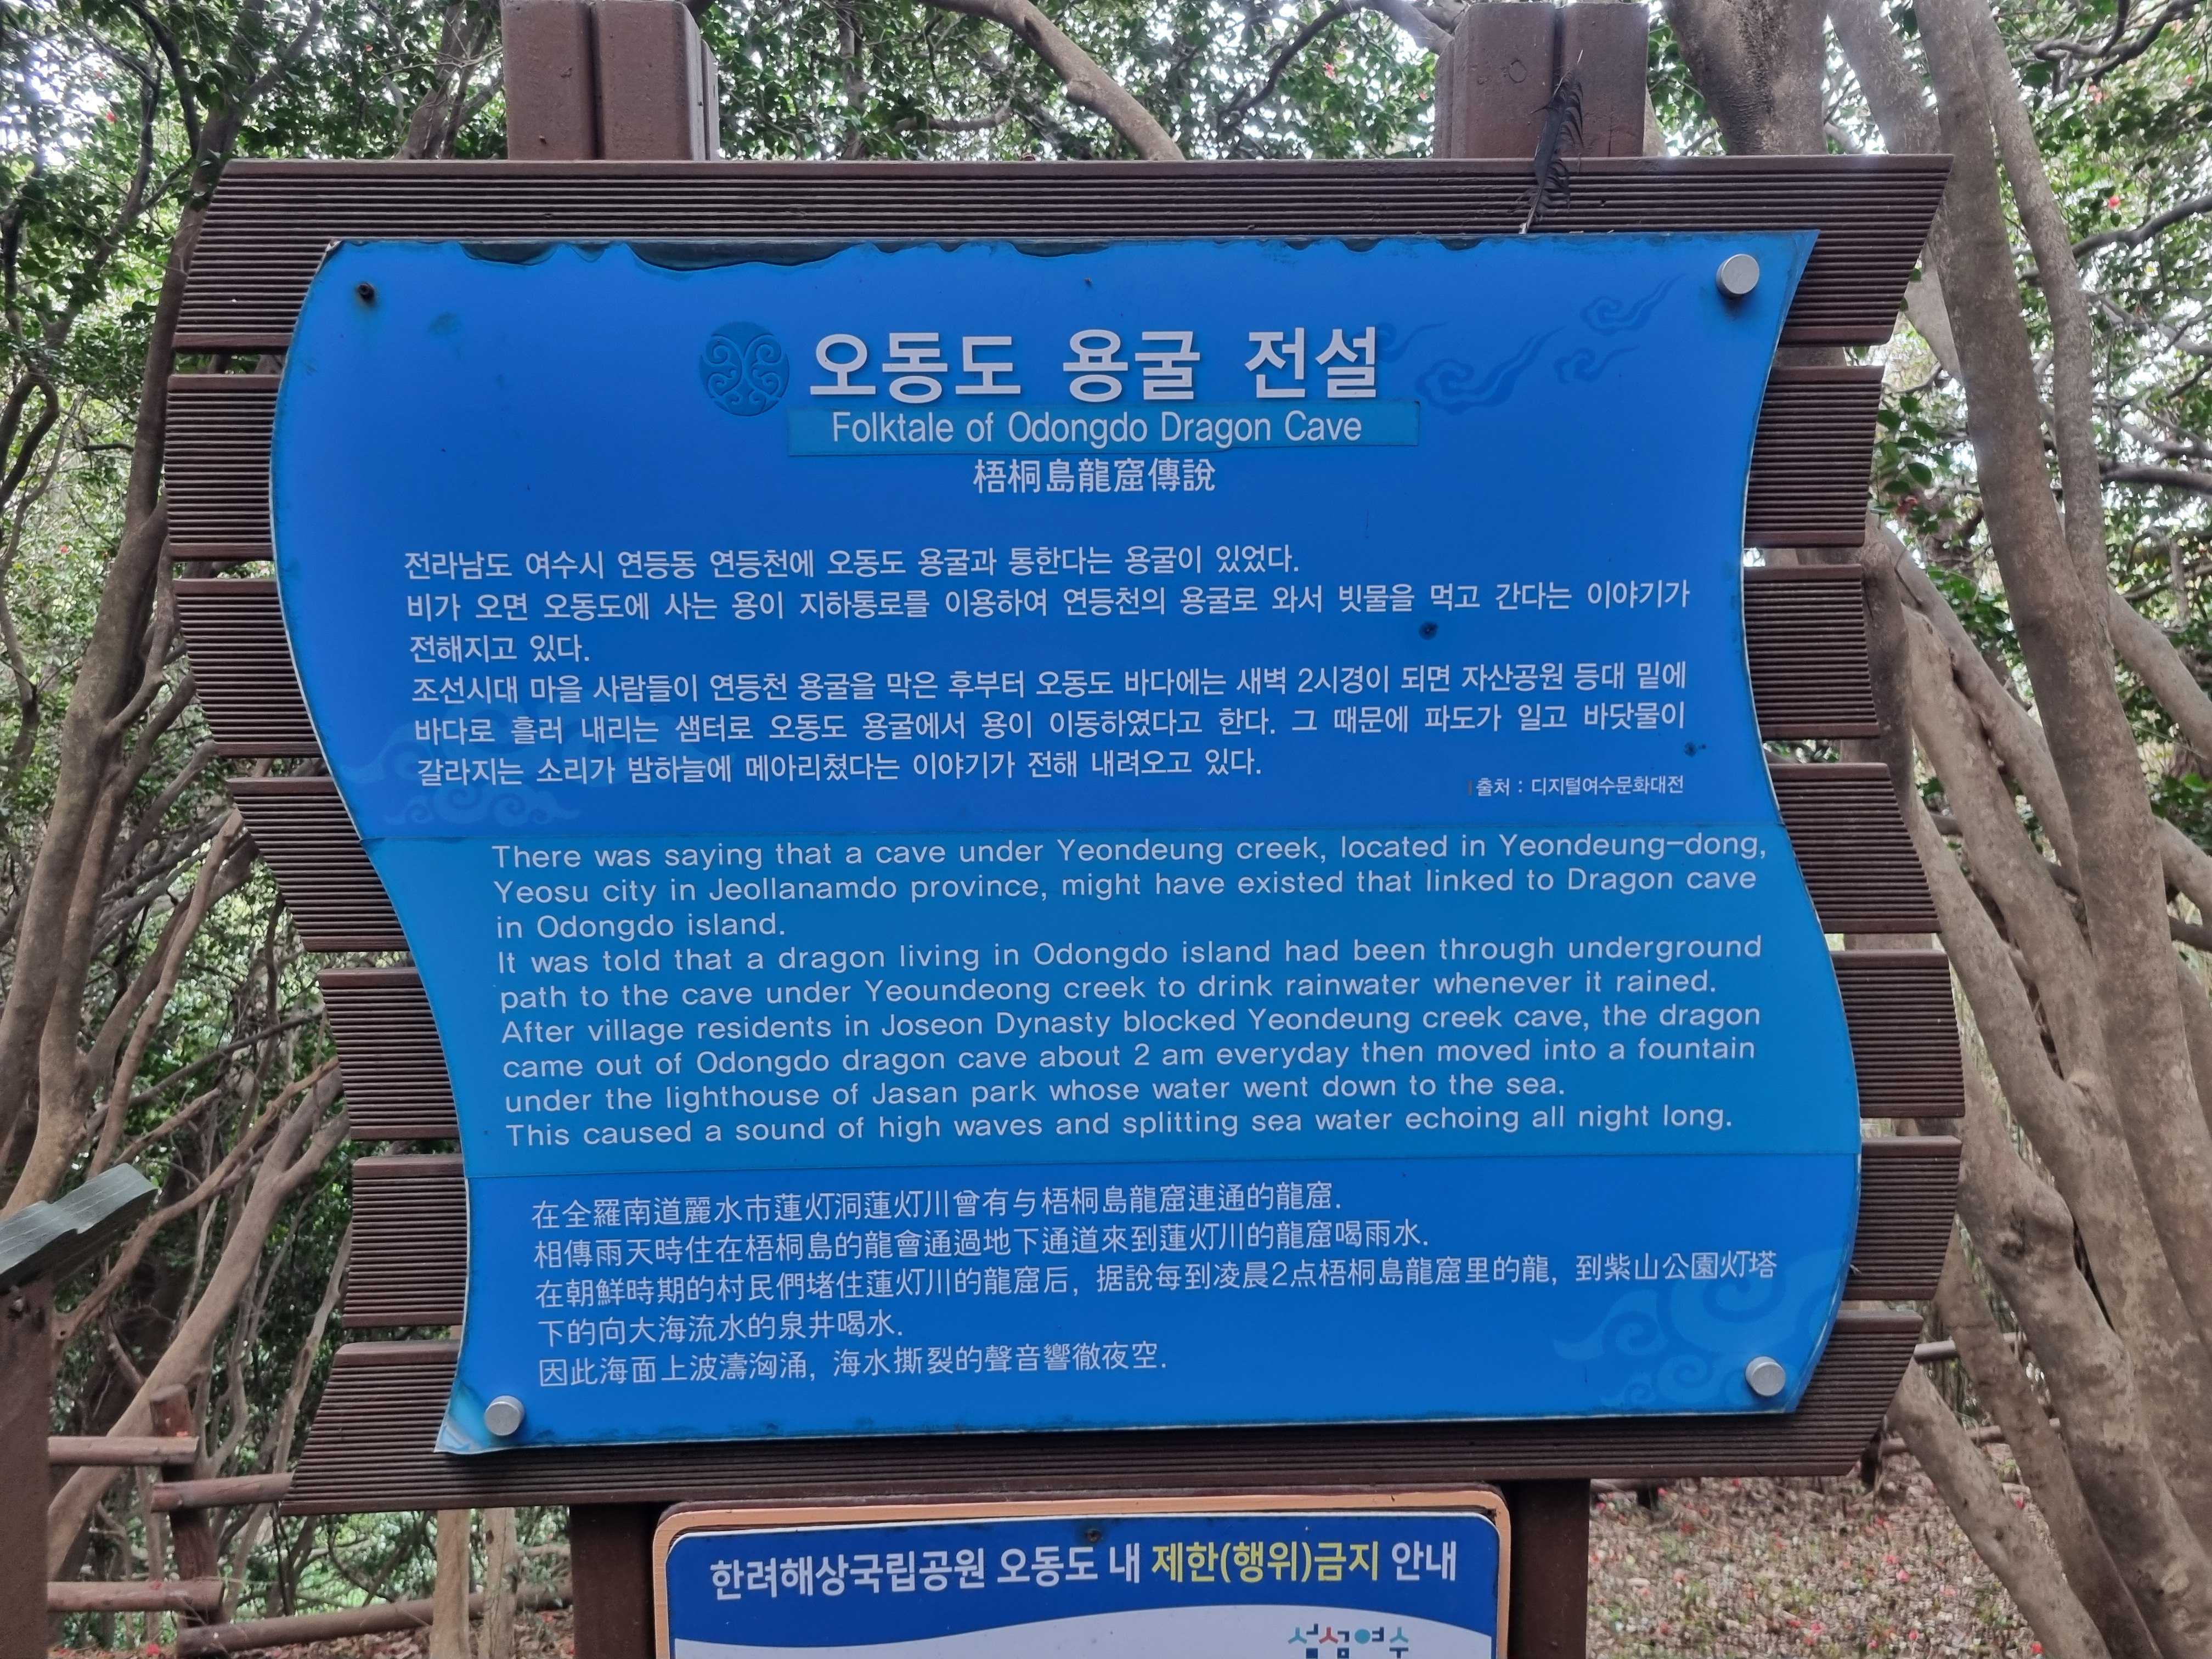 오동도 용굴 전설
Folktale of Odongdo Dragon Cave
梧桐島龍窟傳說
전라남도 여수시 연등동 연등천에 오동도 용굴과 통한다는 용굴이 있었다.
비가 오면 오동도에 사는 용이 지하통로를 이용하여 연등천의 용굴로 와서 빗물을 먹고 간다는 이야기가
전해지고 있다.
조선시대 마을 사람들이 연등천 용굴을 막은 후부터 오동도 바다에는 새벽 2시경이 되면 자산공원 등대 밑에
바다로 흘러 내리는 샘터로 오동도 용굴에서 용이 이동하였다고 한다. 그 때문에 파도가 일고 바닷물이
갈라지는 소리가 밤하늘에 메아리쳤다는 이야기가 전해 내려오고 있다.
출처 : 디지털여수문화대전
There was saying that a cave under Yeondeung creek, located in Yeondeung-dong,
Yeosu city in Jeollanamdo province, might have existed that linked to Dragon cave
in Odongdo island.
It was told that a dragon living in Odongdo island had been through underground
path to the cave under Yeoundeong creek to drink rainwater whenever it rained.
After village residents in Joseon Dynasty blocked Yeondeung creek cave, the dragon
came out of Odongdo dragon cave about 2 am everyday then moved into a fountain
under the lighthouse of Jasan park whose water went down to the sea.
This caused a sound of high waves and splitting sea water echoing all night long.
在全羅南道麗水市蓮灯洞蓮灯川曾有与梧桐島龍窟連通的龍窟.
相傳雨天時住在梧桐島的龍會通過地下通道來到蓮灯川的龍窟喝雨水.
在朝鮮時期的村民們堵住蓮灯川的龍窟后, 据說每到凌晨2点梧桐島龍窟里的龍, 到紫山公園灯塔
下的向大海流水的泉井喝水.
因此海面上波濤洶涌, 海水撕裂的聲音響徹夜空.
한려해상국립공원 오동도 내 제한(행위)금지 안내
섬섬여수